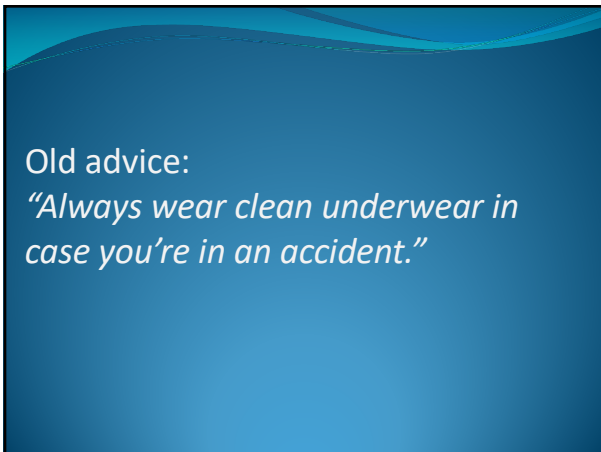 Old advice:
“Always wear clean underwear in
case you’re in an accident.”